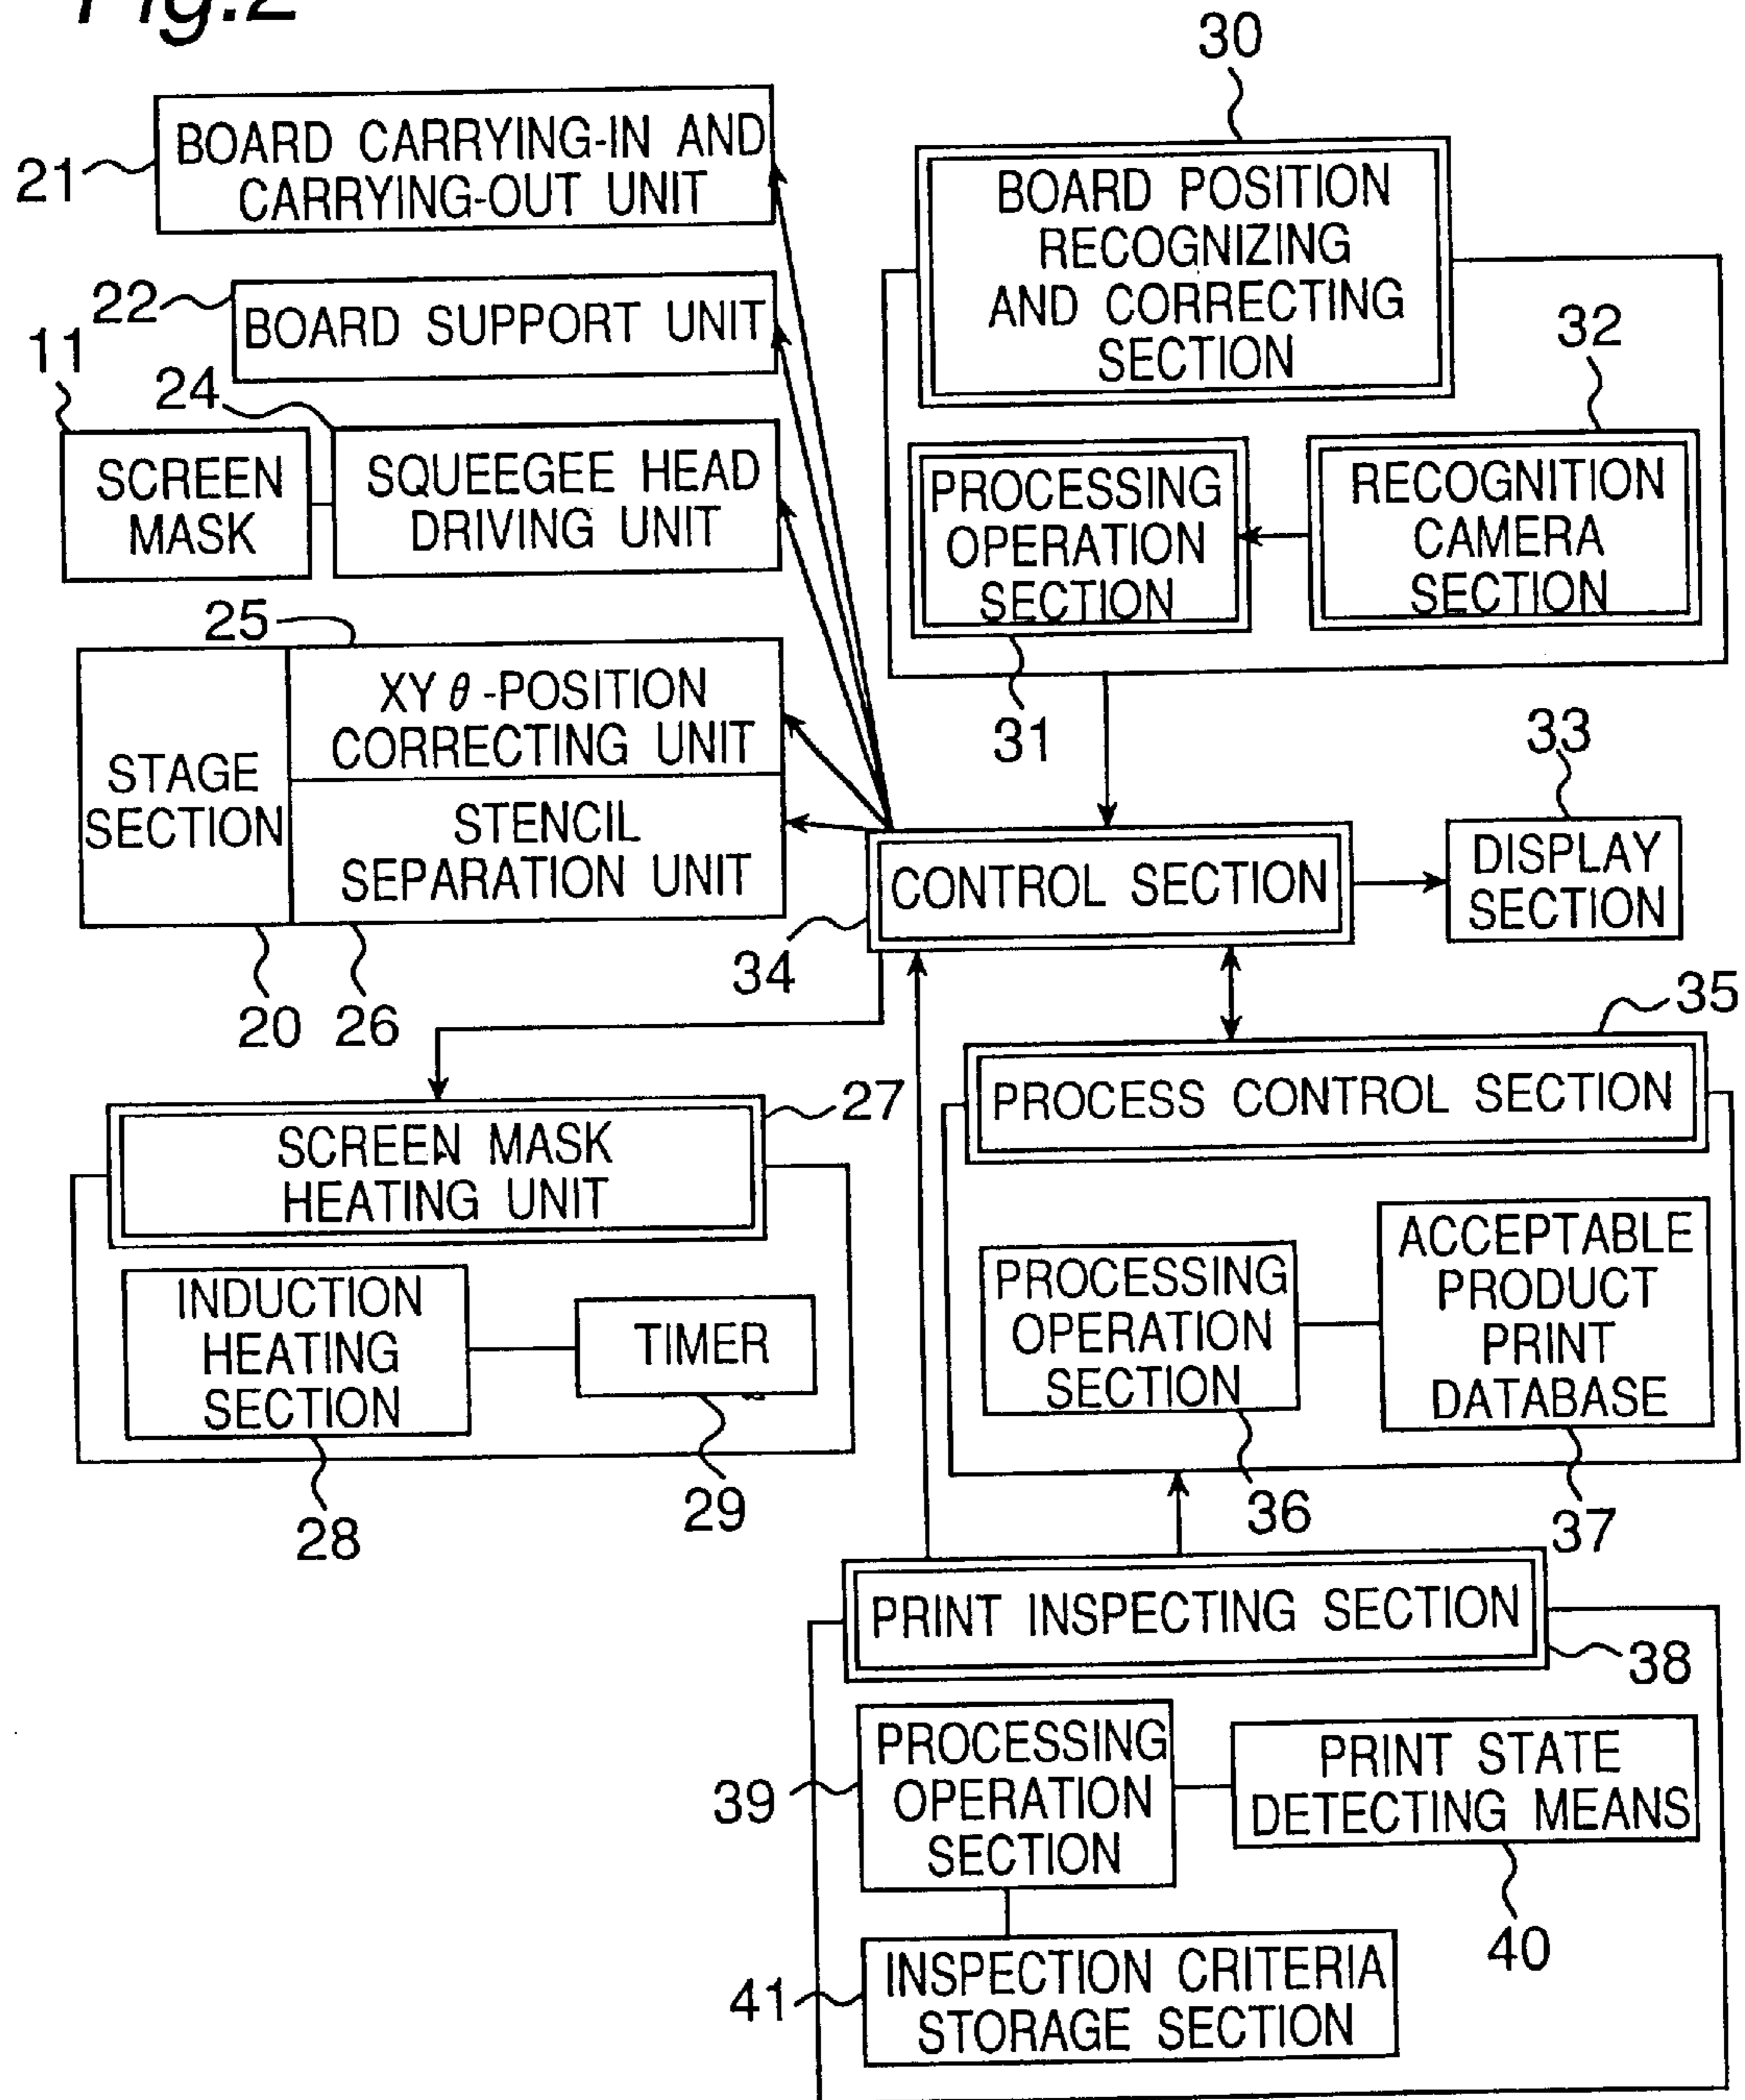 Fig.2
30
BOARD CARRYING-IN AND
CARRYING-OUT UNIT
21
BOARD POSITION
RECOGNIZING
AND CORRECTING
SECTION
22
BOARD SUPPORT UNIT
32
11
24
SCREEN
MASK
SQUEEGEE HEAD
DRIVING UNIT
PROCESSING
OPERATION
SECTION
RECOGNITION
CAMERA
SECTION
25
31
STAGE
SECTION
XYθ-POSITION
CORRECTING UNIT
STENCIL
SEPARATION UNIT
33
CONTROL SECTION
DISPLAY
SECTION
34
20
26
35
PROCESS CONTROL SECTION
27
SCREEN MASK
HEATING UNIT
INDUCTION
HEATING
SECTION
TIMER
PROCESSING
OPERATION
SECTION
ACCEPTABLE
PRODUCT
PRINT
DATABASE
28
29
36
37
PRINT INSPECTING SECTION
38
PROCESSING
OPERATION
SECTION
39
PRINT STATE
DETECTING MEANS
40
41
INSPECTION CRITERIA
STORAGE SECTION